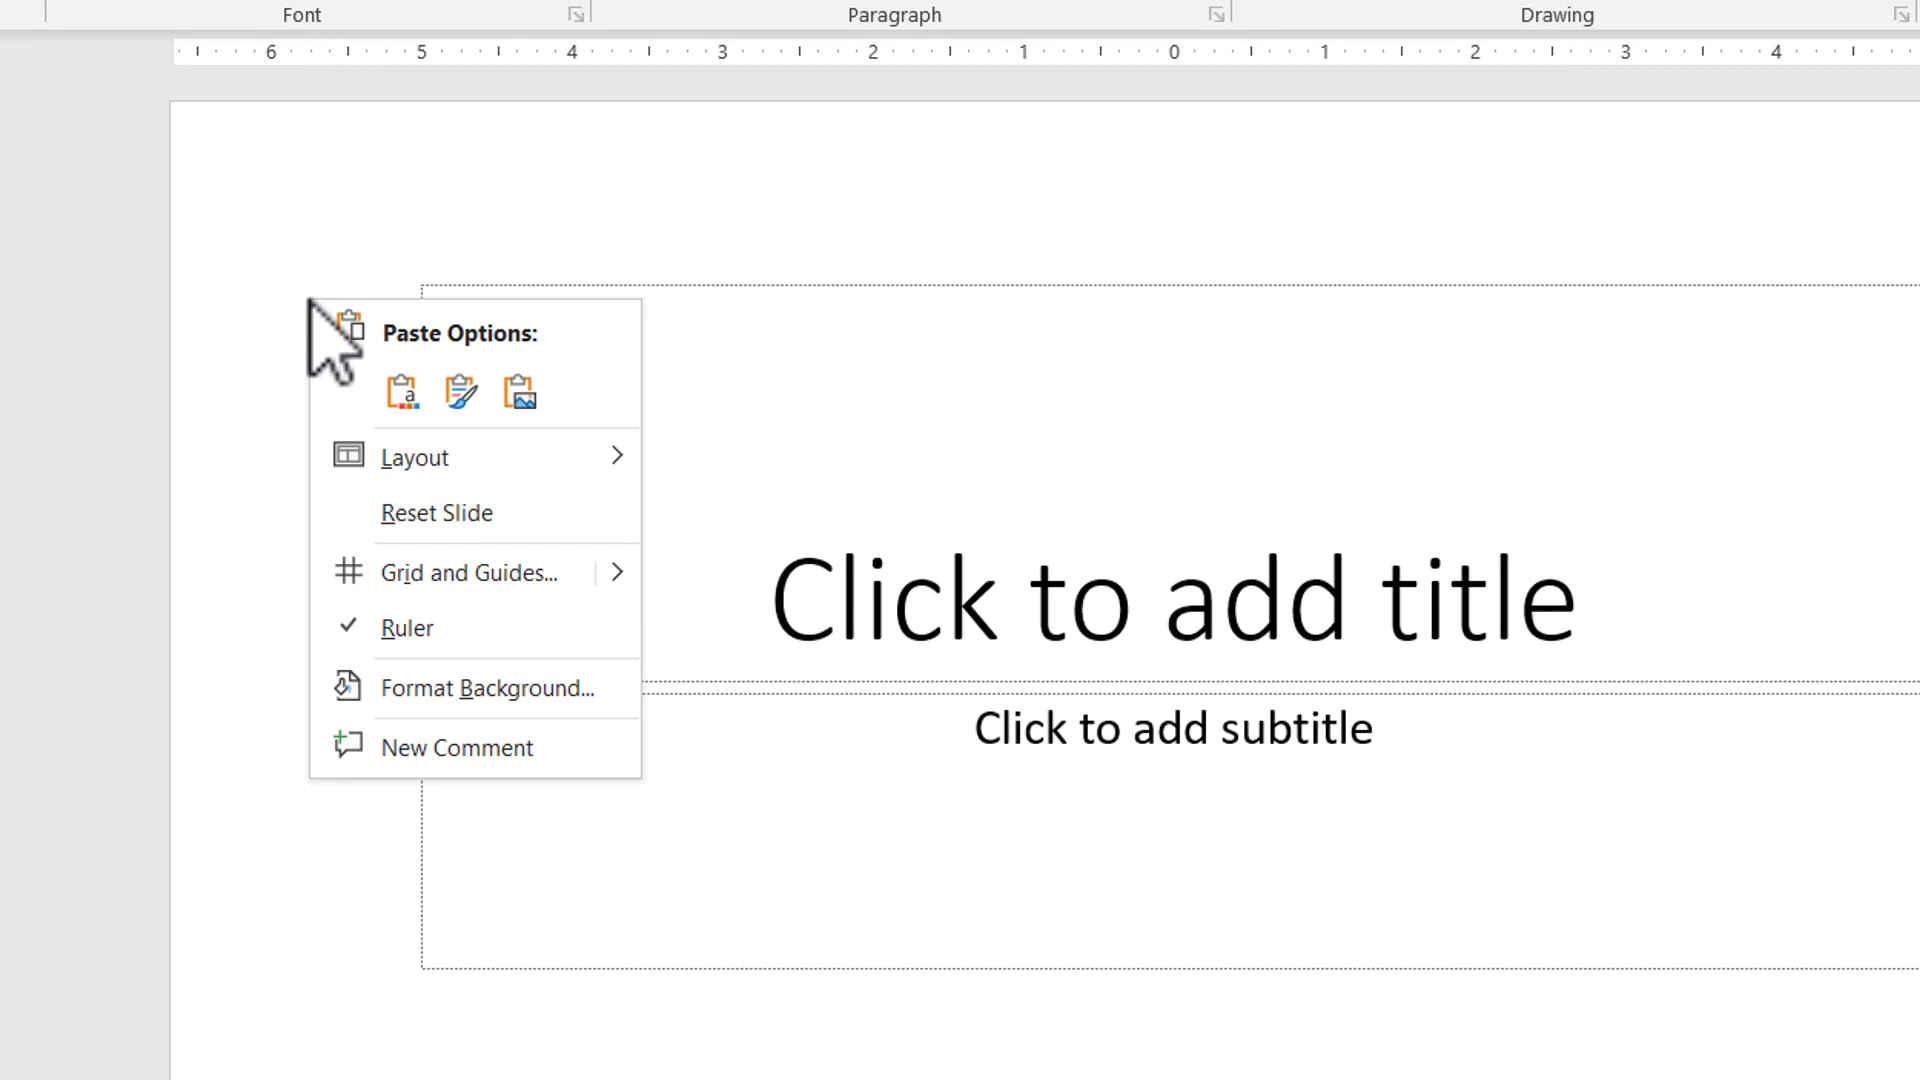 Font Paragraph Drawing
6 5 4 3 2 1 0 1 2 3 4
Paste Options:
Layout
Reset Slide
Grid and Guides...
Ruler
Format Background...
New Comment
Click to add title
Click to add subtitle